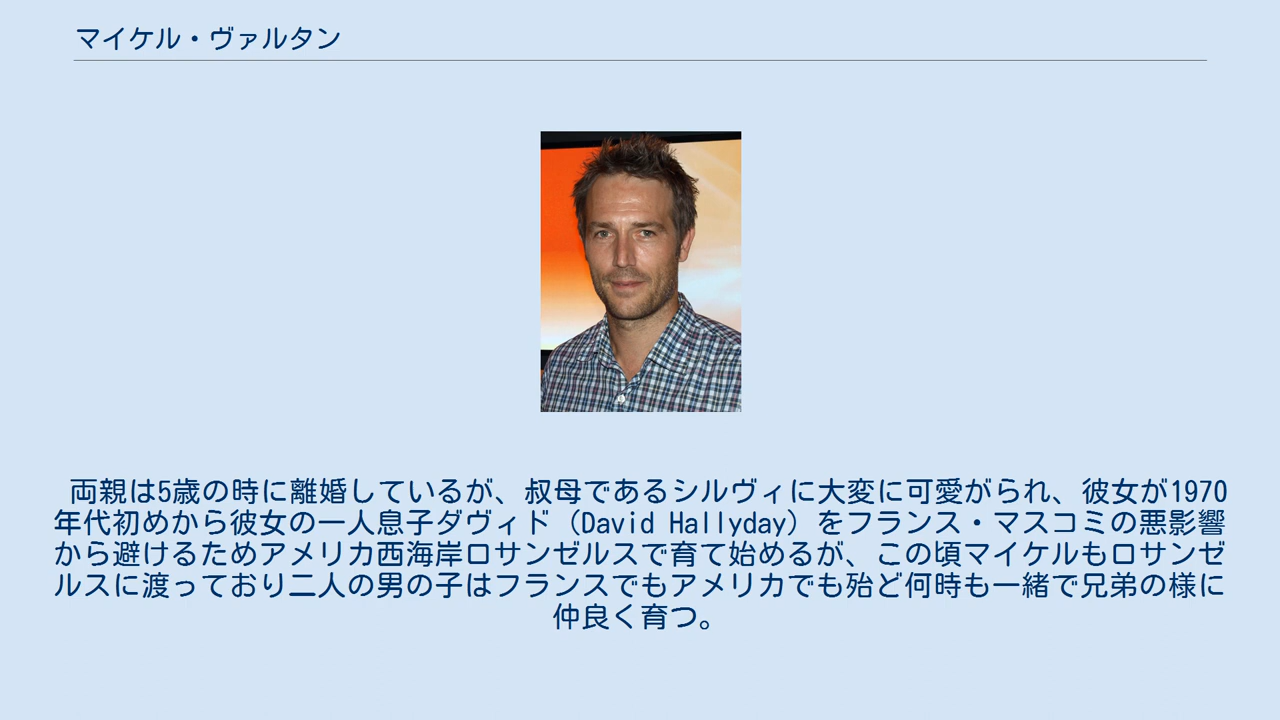 マイケル・ヴァルタン
両親は5歳の時に離婚しているが、叔母であるシルヴィに大変に可愛がられ、彼女が1970
年代初めから彼女の一人息子ダヴィド（David Hallyday）をフランス・マスコミの悪影響
から避けるためアメリカ西海岸ロサンゼルスで育て始めるが、この頃マイケルもロサンゼ
ルスに渡っており二人の男の子はフランスでもアメリカでも殆ど何時も一緒で兄弟の様に
仲良く育つ。